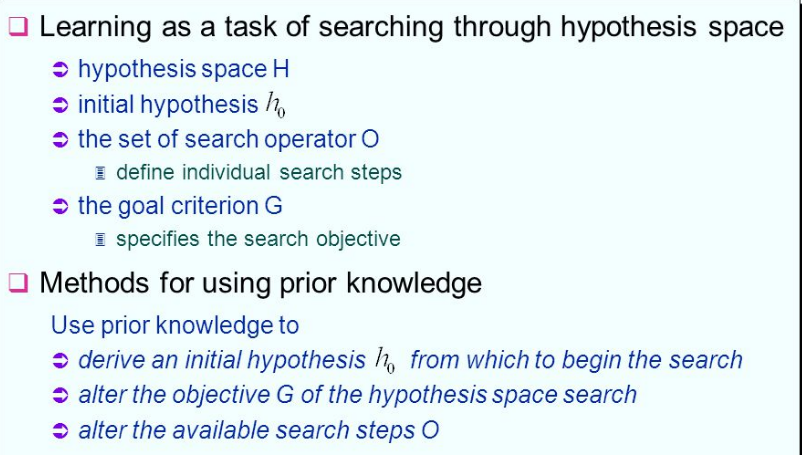 Learning as a task of searching through hypothesis space
hypothesis space H
initial hypothesis h₀
the set of search operator O
define individual search steps
the goal criterion G
specifies the search objective
Methods for using prior knowledge
Use prior knowledge to
derive an initial hypothesis h₀ from which to begin the search
alter the objective G of the hypothesis space search
alter the available search steps O